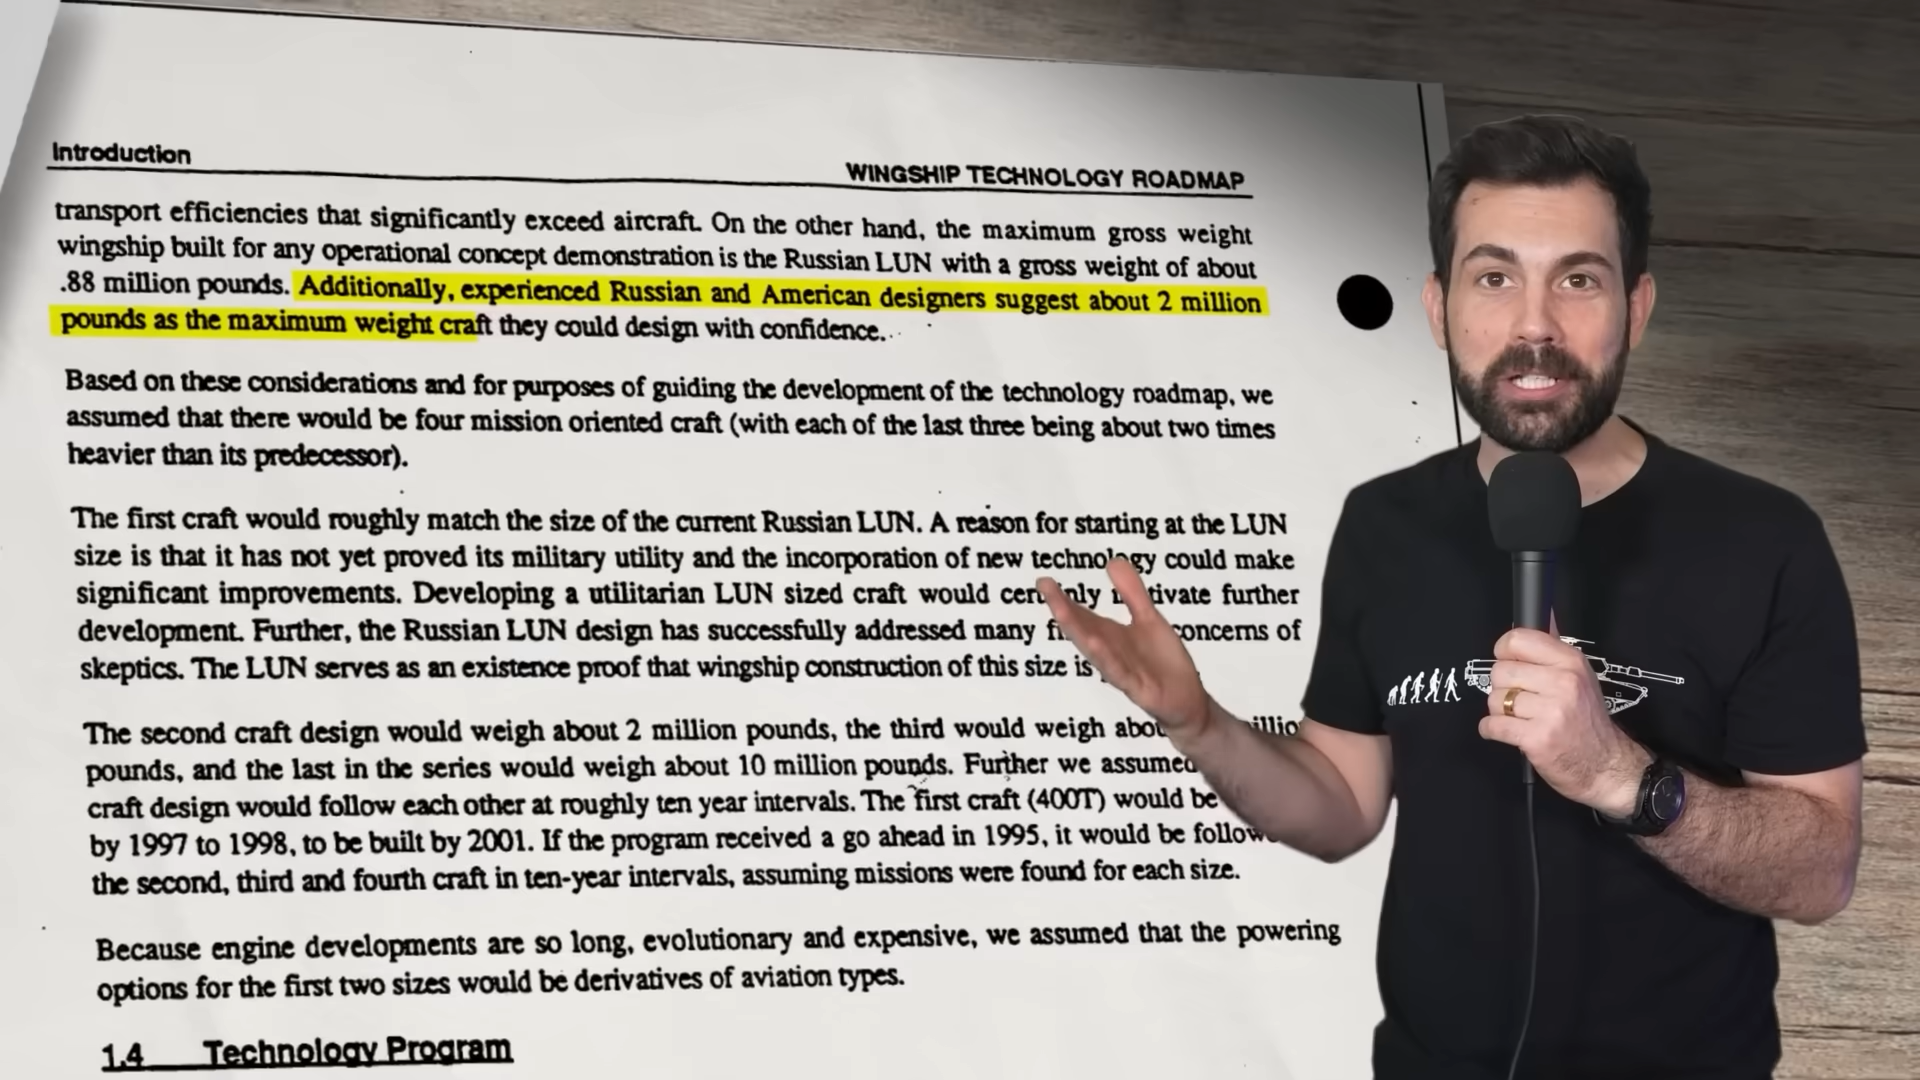 Introduction
WINGSHIP TECHNOLOGY ROADMAP
transport efficiencies that significantly exceed aircraft. On the other hand, the maximum gross weight
wingship built for any operational concept demonstration is the Russian LUN with a gross weight of about
.88 million pounds. Additionally, experienced Russian and American designers suggest about 2 million
pounds as the maximum weight craft they could design with confidence.
Based on these considerations and for purposes of guiding the development of the technology roadmap, we
assumed that there would be four mission oriented craft (with each of the last three being about two times
heavier than its predecessor).
The first craft would roughly match the size of the current Russian LUN. A reason for starting at the LUN
size is that it has not yet proved its military utility and the incorporation of new technology could make
significant improvements. Developing a utilitarian LUN sized craft would further
development. Further, the Russian LUN design has successfully addressed many concerns of
skeptics. The LUN serves as an existence proof that wingship construction of this size is
The second craft design would weigh about 2 million pounds, the third would weigh
pounds, and the last in the series would weigh about 10 million pounds. Further we assumed
craft design would follow each other at roughly ten year intervals. The first craft (400T) would be
by 1997 to 1998, to be built by 2001. If the program received a go ahead in 1995, it would be
the second, third and fourth craft in ten-year intervals, assuming missions were found for each size.
Because engine developments are so long, evolutionary and expensive, we assumed that the powering
options for the first two sizes would be derivatives of aviation types.
1.4 Technology Program